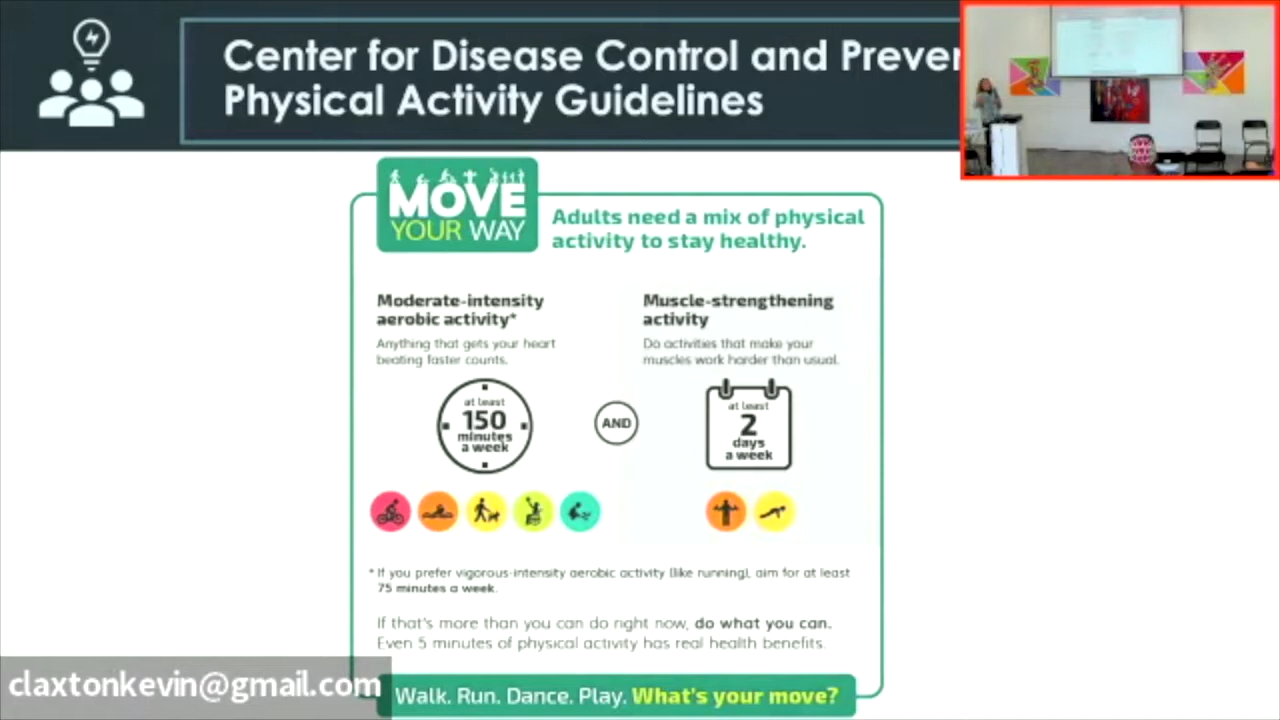 Center for Disease Control and Preven
Physical Activity Guidelines
MOVE
YOUR WAY
Adults need a mix of physical
activity to stay healthy.
Moderate-intensity
aerobic activity*
Anything that gets your heart
beating faster counts.
at least
150
minutes
a week
AND
Muscle-strengthening
activity
Do activities that make your
muscles work harder than usual.
at least
2
days
a week
* If you prefer vigorous-intensity aerobic activity (like running), aim for at least
75 minutes a week.
If that's more than you can do right now, do what you can.
Even 5 minutes of physical activity has real health benefits.
claxtonkevin@gmail.com
Walk. Run. Dance. Play. What's your move?